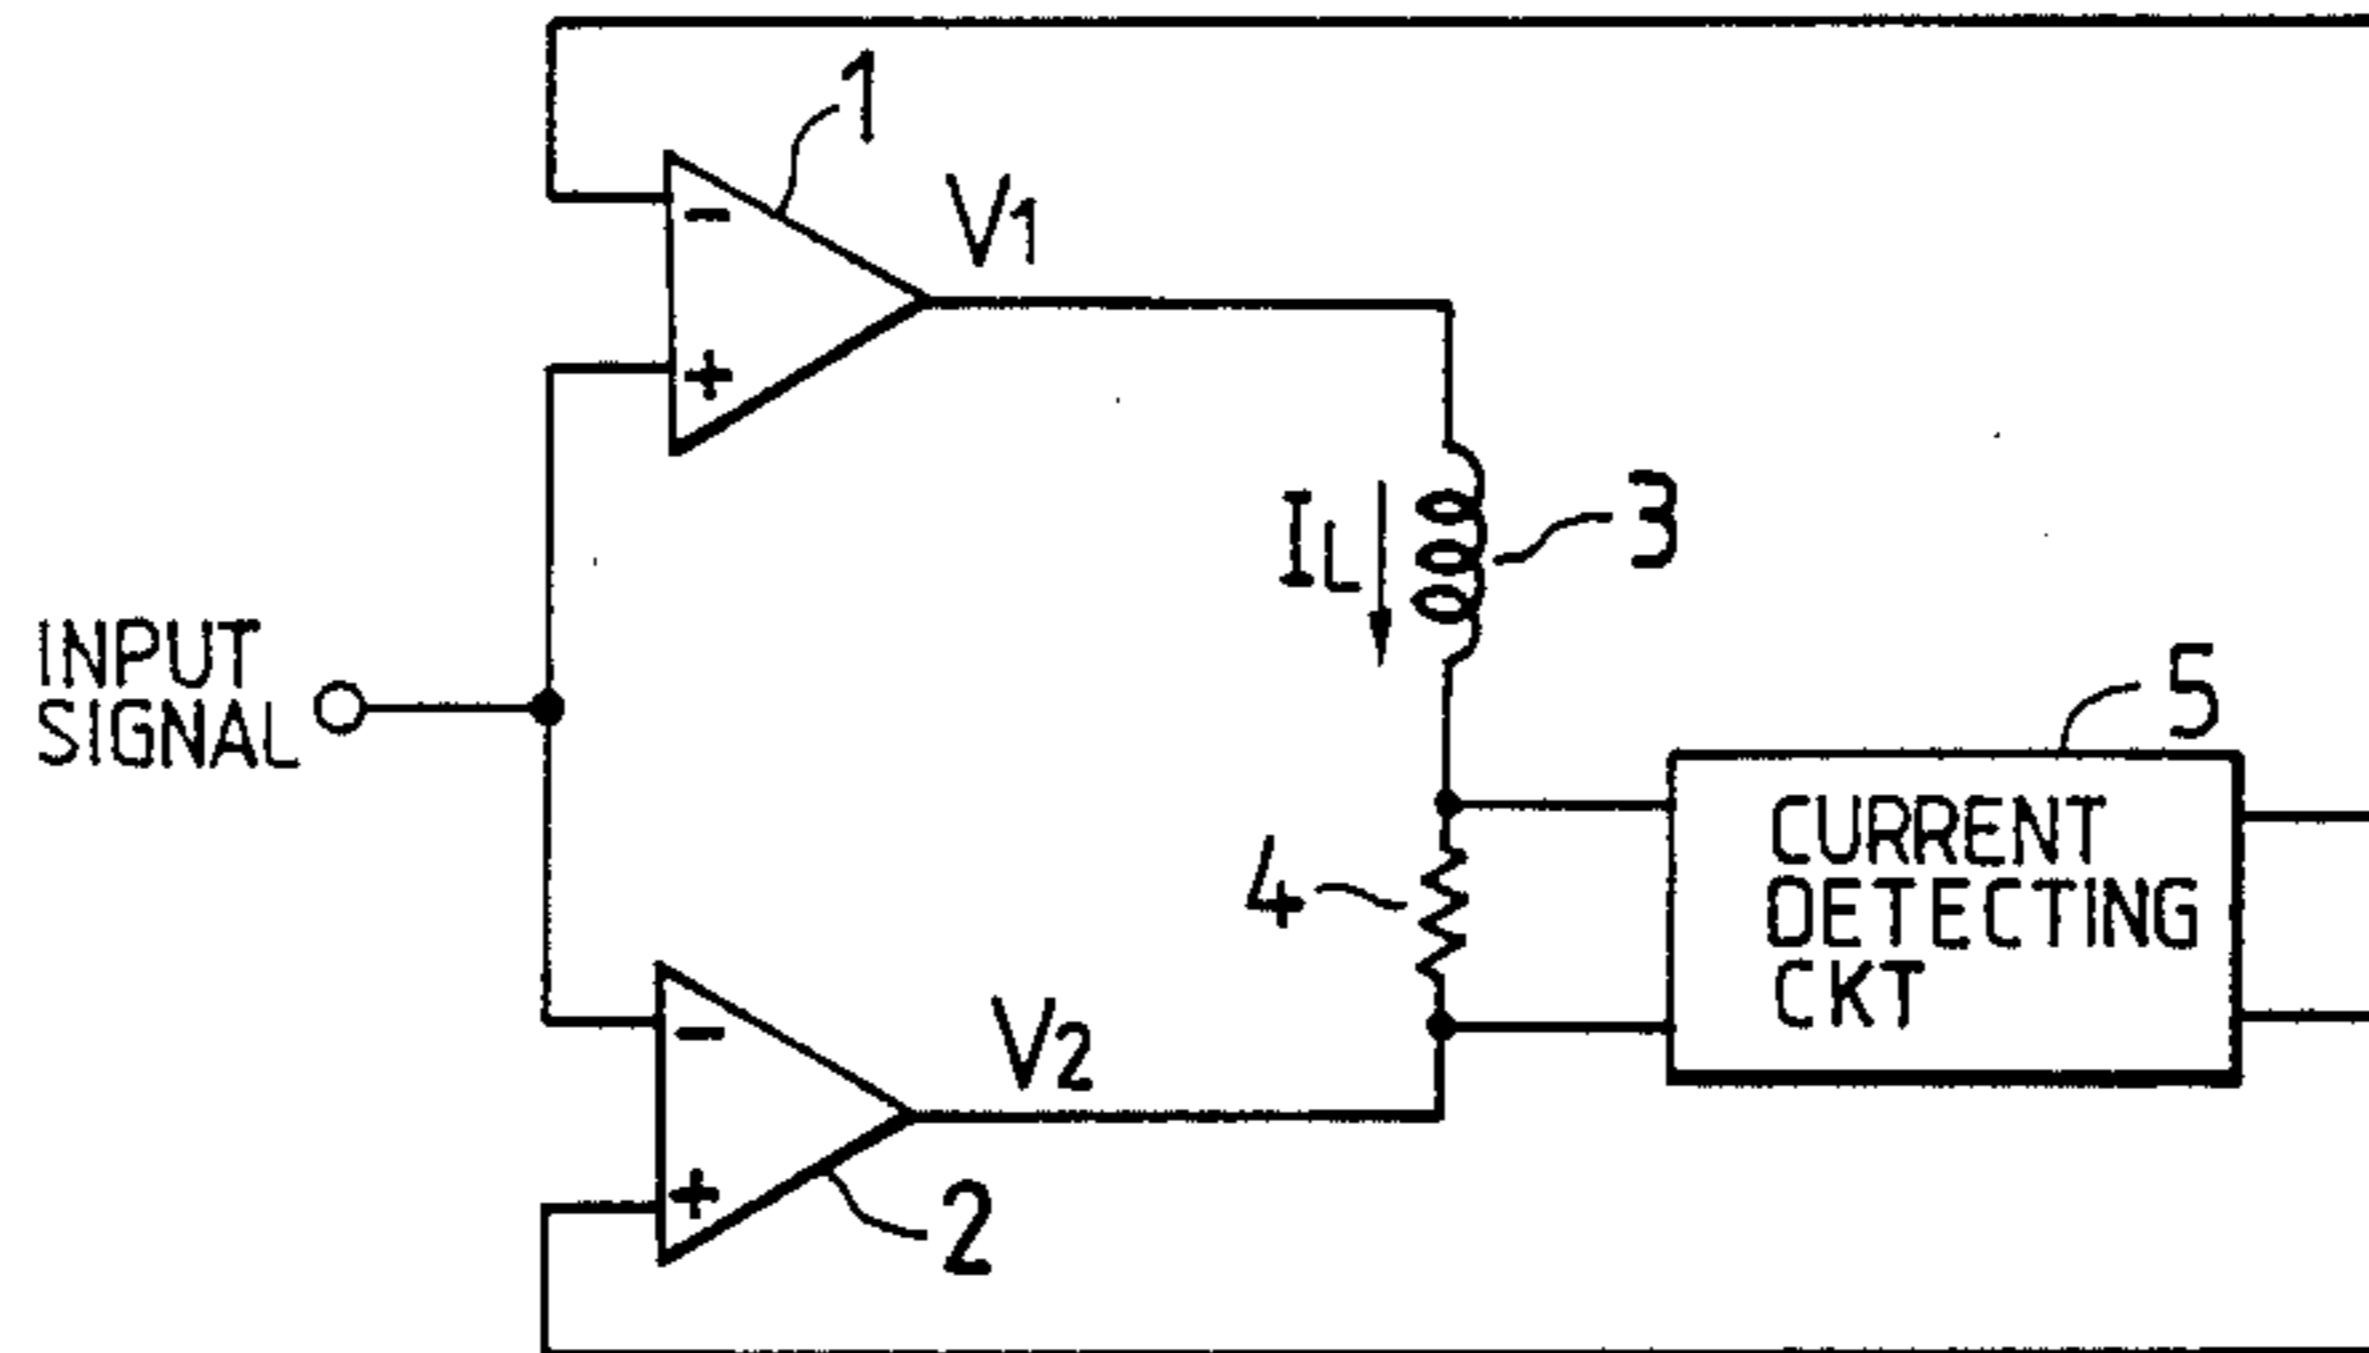 1
-
V1
+
IL
3
INPUT
SIGNAL
5
CURRENT
DETECTING
CKT
4
-
V2
+
2